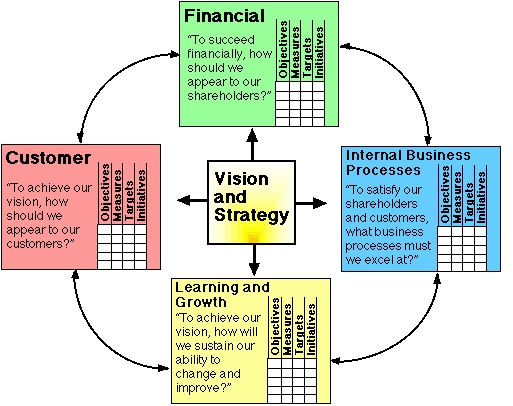 Financial
“To succeed
financially, how
should we
appear to our
shareholders?”
Objectives
Measures
Targets
Initiatives
Customer
“To achieve our
vision, how
should we
appear to our
customers?”
Objectives
Measures
Targets
Initiatives
Vision
and
Strategy
Internal Business
Processes
“To satisfy our
shareholders
and customers,
what business
processes must
we excel at?”
Objectives
Measures
Targets
Initiatives
Learning and
Growth
“To achieve our
vision, how will
we sustain our
ability to
change and
improve?”
Objectives
Measures
Targets
Initiatives